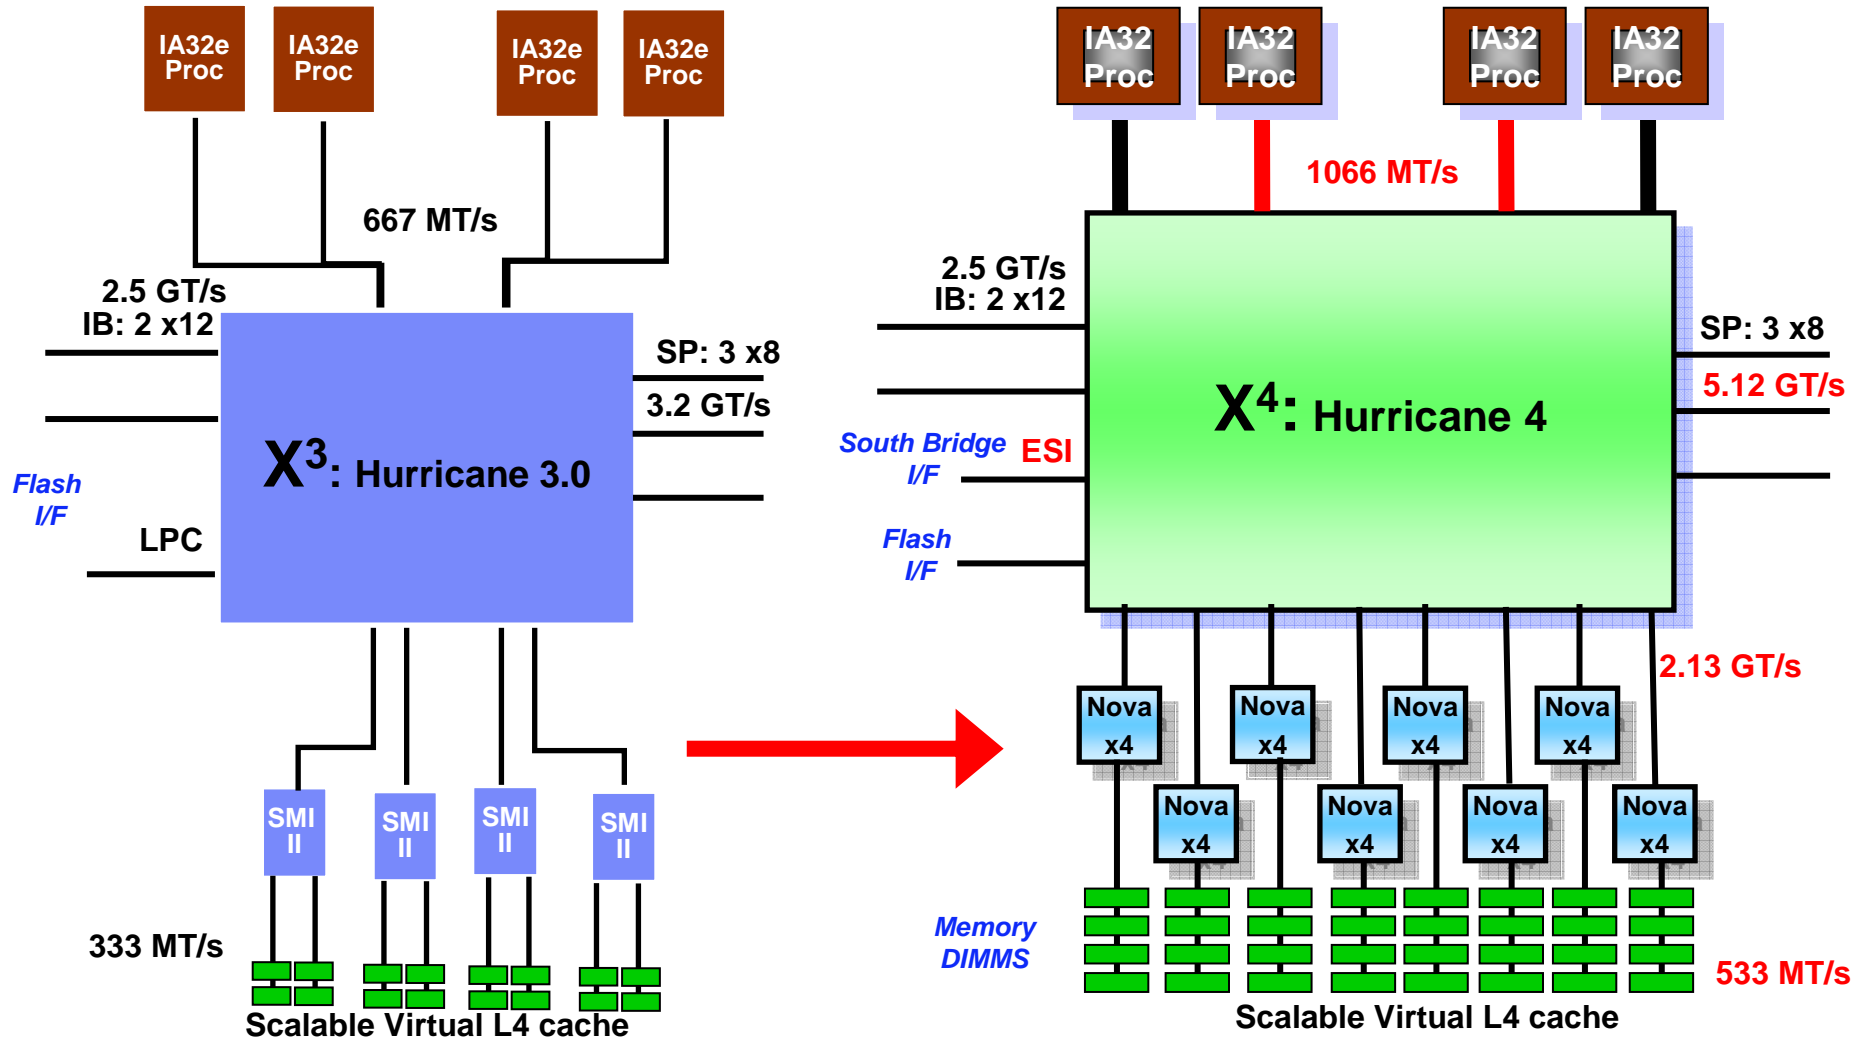 IA32e
Proc
IA32e
Proc
IA32e
Proc
IA32e
Proc
667 MT/s
2.5 GT/s
IB: 2 x12
SP: 3 x8
3.2 GT/s
X3: Hurricane 3.0
Flash
I/F
LPC
SMI
II
SMI
II
SMI
II
SMI
II
333 MT/s
Scalable Virtual L4 cache
IA32
Proc
IA32
Proc
IA32
Proc
IA32
Proc
1066 MT/s
2.5 GT/s
IB: 2 x12
SP: 3 x8
5.12 GT/s
X4: Hurricane 4
South Bridge
I/F
ESI
Flash
I/F
2.13 GT/s
Nova
x4
Nova
x4
Nova
x4
Nova
x4
Nova
x4
Nova
x4
Nova
x4
Nova
x4
Memory
DIMMS
533 MT/s
Scalable Virtual L4 cache